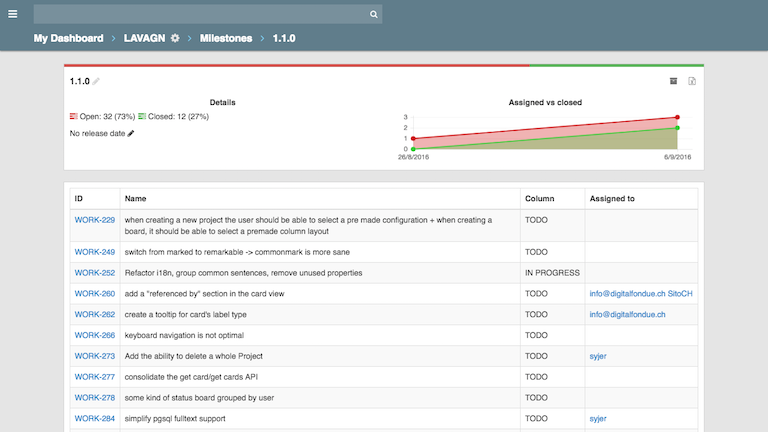 My Dashboard > LAVAGN > Milestones > 1.1.0
1.1.0
Details
Open: 32 (73%) Closed: 12 (27%)
No release date
Assigned vs closed
3
2
1
0
26/8/2016 6/9/2016
ID Name Column Assigned to
WORK-229 when creating a new project the user should be able to select a pre made configuration + when creating a TODO
board, it should be able to select a premade column layout
WORK-249 switch from marked to remarkable -> commonmark is more sane TODO
WORK-252 Refactor i18n, group common sentences, remove unused properties IN PROGRESS
WORK-260 add a "referenced by" section in the card view TODO info@digitalfondue.ch SitoCH
WORK-262 create a tooltip for card's label type TODO info@digitalfondue.ch
WORK-266 keyboard navigation is not optimal TODO
WORK-273 Add the ability to delete a whole Project TODO syjer
WORK-277 consolidate the get card/get cards API TODO
WORK-278 some kind of status board grouped by user TODO
WORK-284 simplify pgsql fulltext support TODO syjer